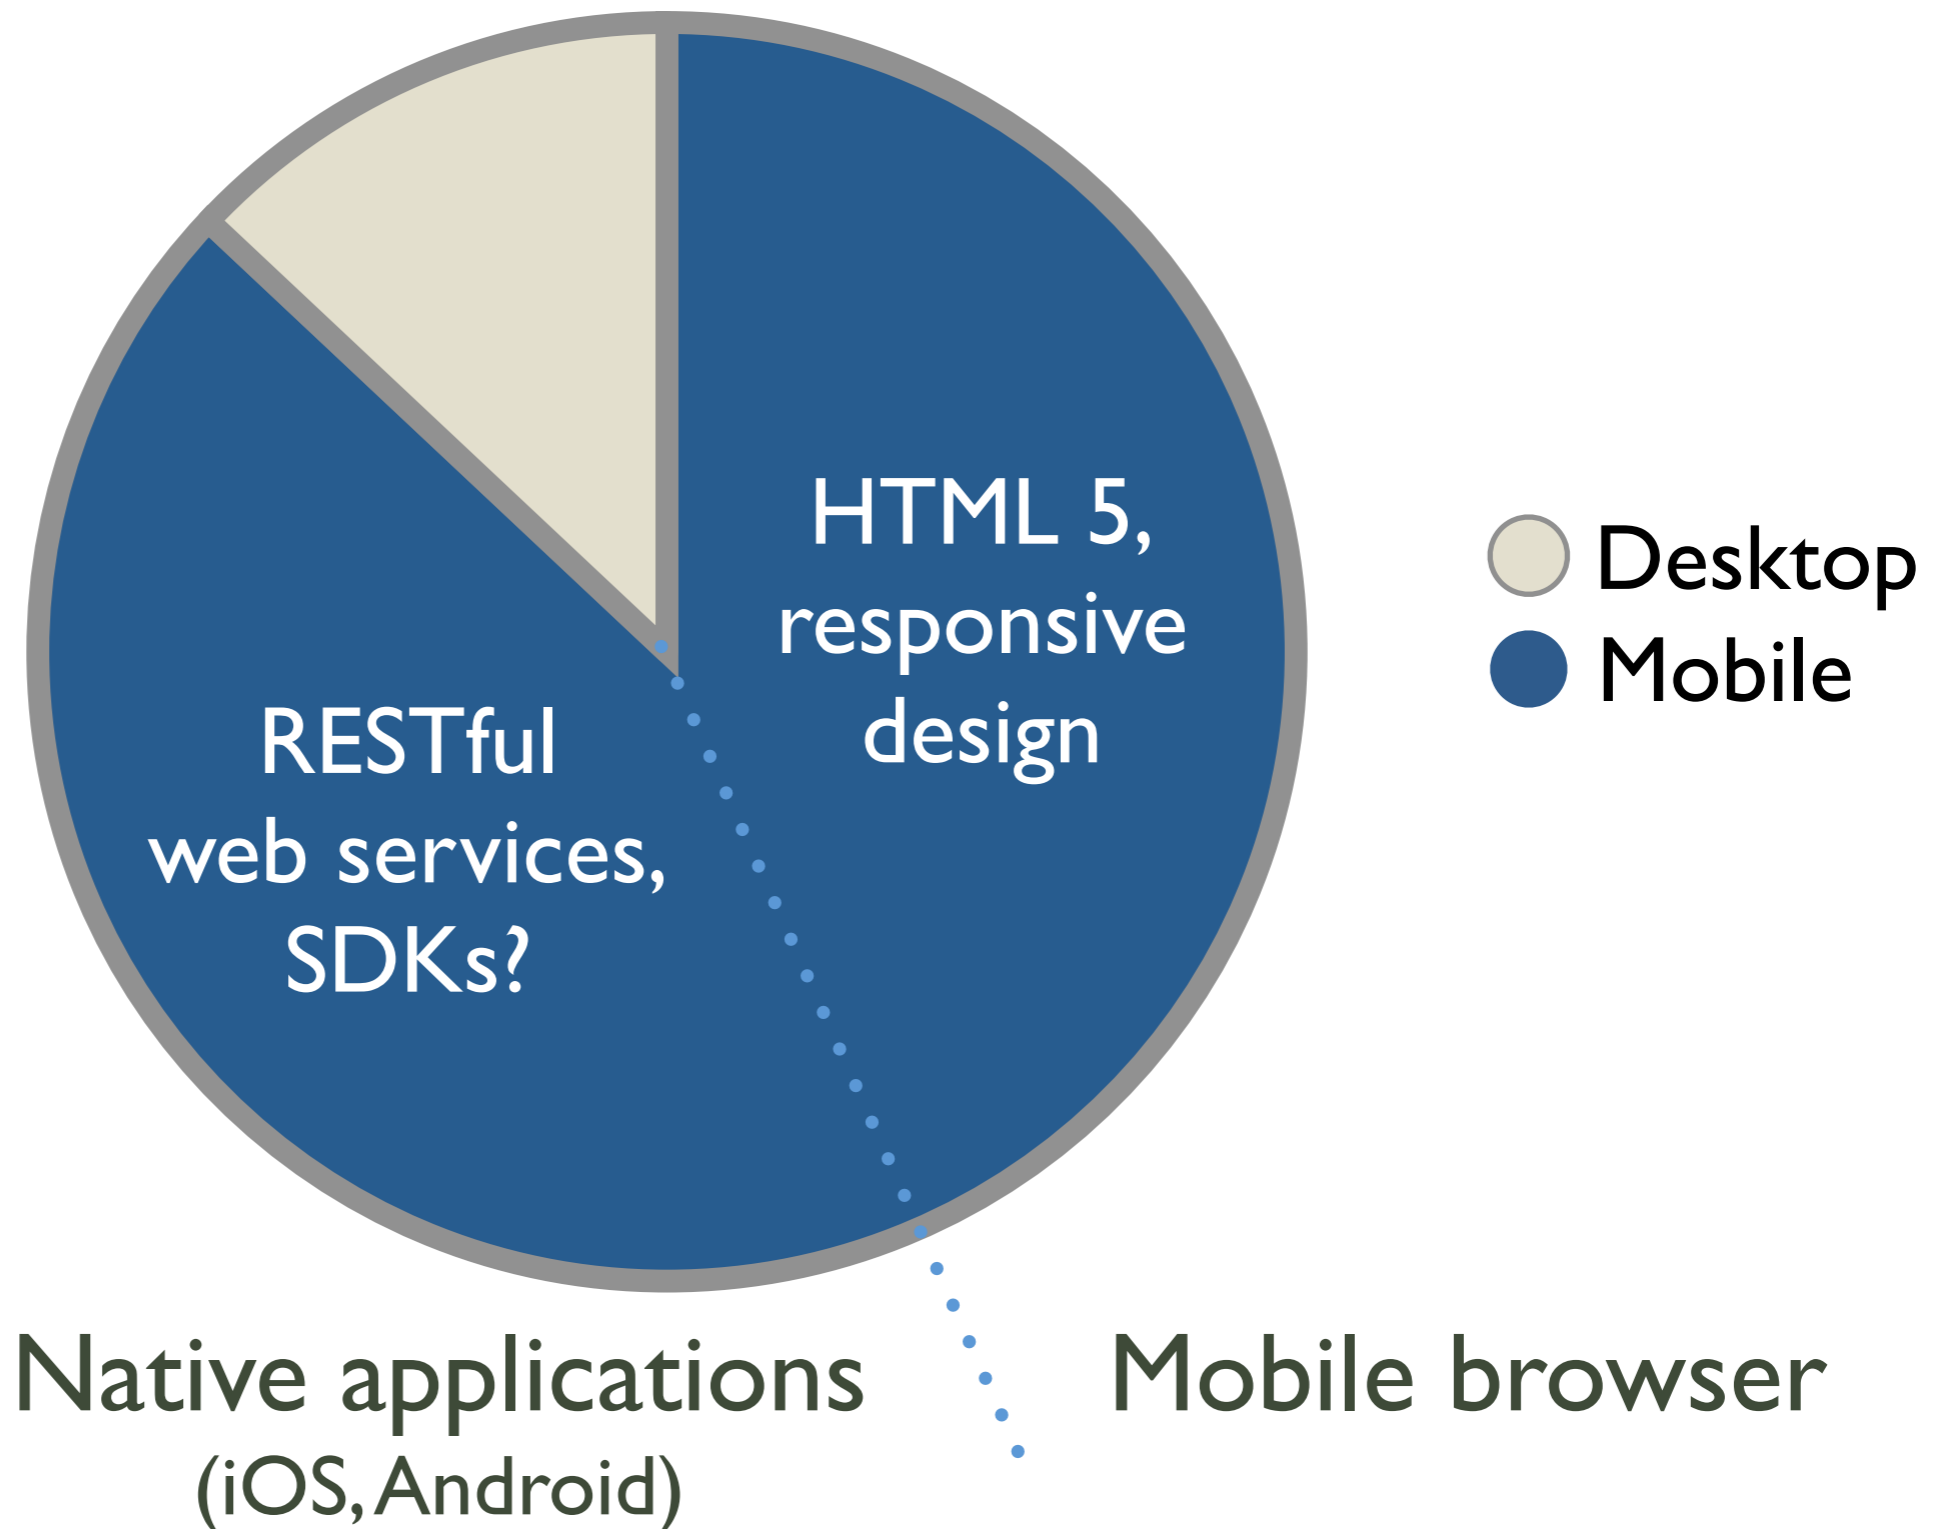 HTML 5,
responsive
design
RESTful
web services,
SDKs?
Desktop
Mobile
Native applications
(iOS, Android)
Mobile browser